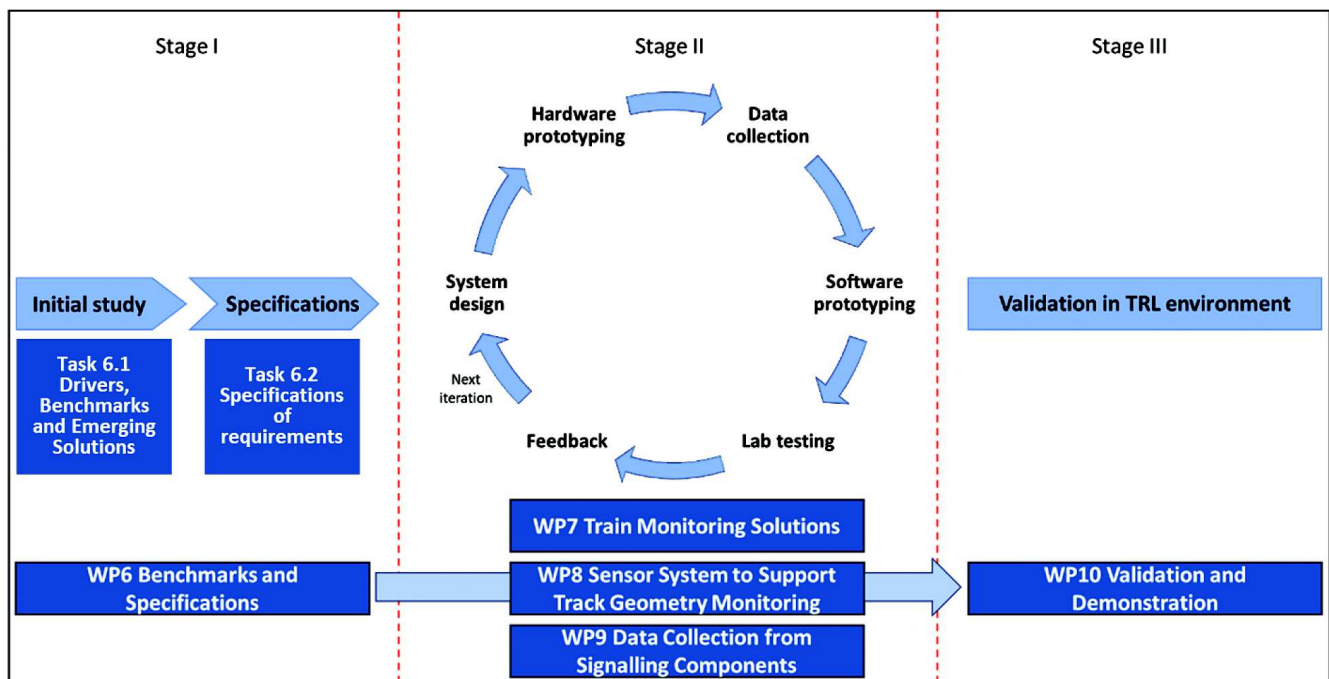 Stage I
Stage II
Stage III
Hardware
prototyping
Data
collection
System
design
Software
prototyping
Next
iteration
Feedback
Lab testing
Initial study
Specifications
Validation in TRL environment
Task 6.1
Drivers,
Benchmarks
and Emerging
Solutions
Task 6.2
Specifications
of
requirements
WP7 Train Monitoring Solutions
WP6 Benchmarks and
Specifications
WP8 Sensor System to Support
Track Geometry Monitoring
WP10 Validation and
Demonstration
WP9 Data Collection from
Signalling Components